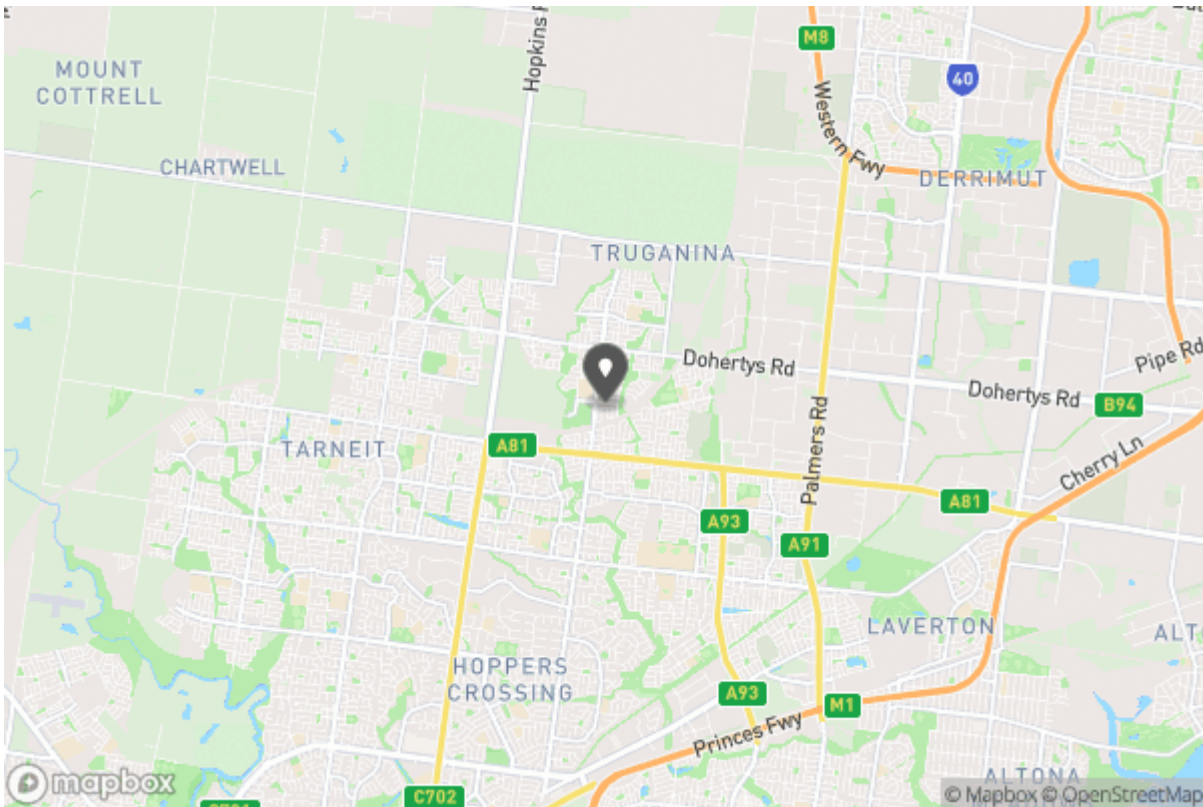 Hopkins R
M8
40
MOUNT
COTTRELL
Western Fwy
CHARTWELL
DERRIMUT
TRUGANINA
Dohertys Rd
Pipe Rd
Dohertys Rd
B94
Palmers Rd
TARNEIT
A81
Cherry Ln
A81
A93
A91
LAVERTON
ALT
HOPPERS
CROSSING
A93
M1
Princes Fwy
ALTONA
mapbox
C702
© Mapbox © OpenStreetMap